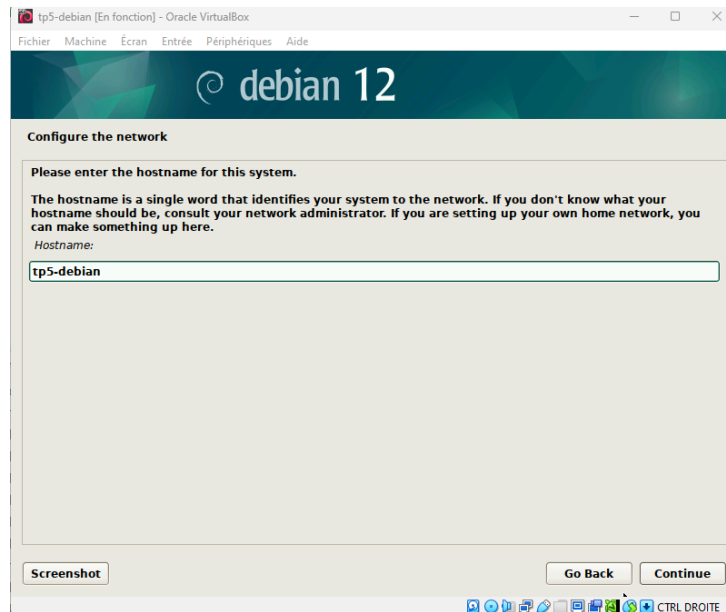 tp5-debian [En fonction] - Oracle VirtualBox
Fichier Machine Écran Entrée Périphériques Aide
debian 12
Configure the network
Please enter the hostname for this system.
The hostname is a single word that identifies your system to the network. If you don't know what your
hostname should be, consult your network administrator. If you are setting up your own home network, you
can make something up here.
Hostname:
tp5-debian
Screenshot Go Back Continue
CTRL DROITE